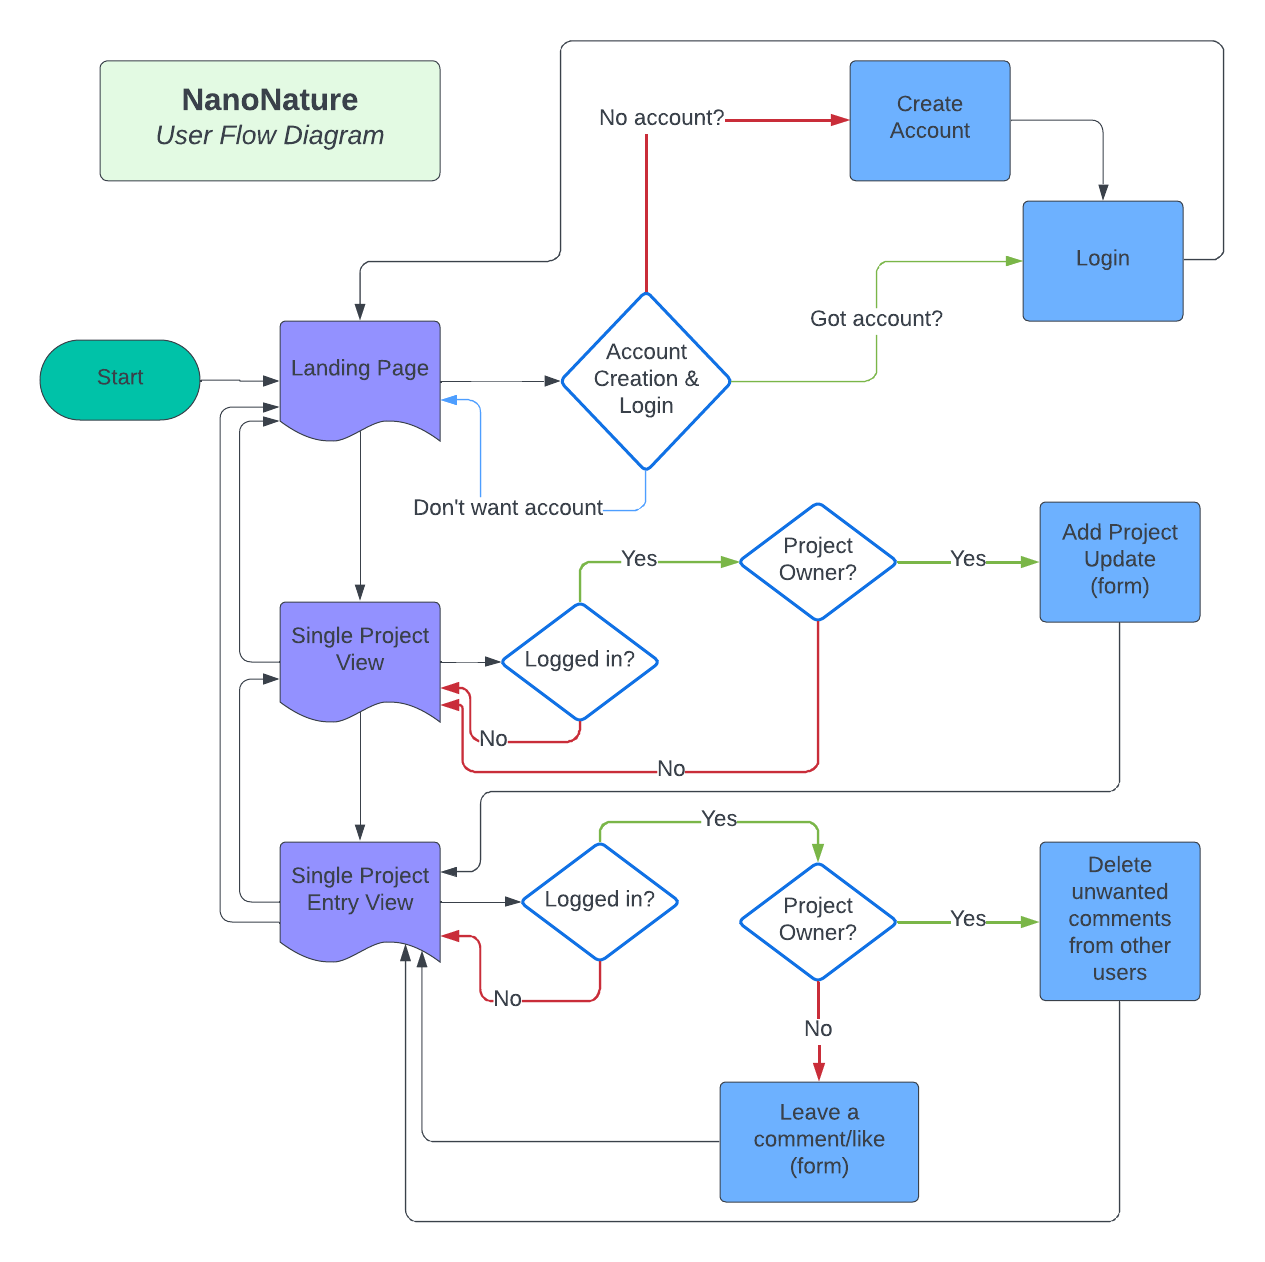 NanoNature
User Flow Diagram
No account?
Create
Account
Login
Got account?
Start
Landing Page
Account
Creation &
Login
Don't want account
Yes
Project
Owner?
Yes
Add Project
Update
(form)
Single Project
View
Logged in?
No
No
Yes
Single Project
Entry View
Logged in?
Project
Owner?
Yes
Delete
unwanted
comments
from other
users
No
No
Leave a
comment/like
(form)